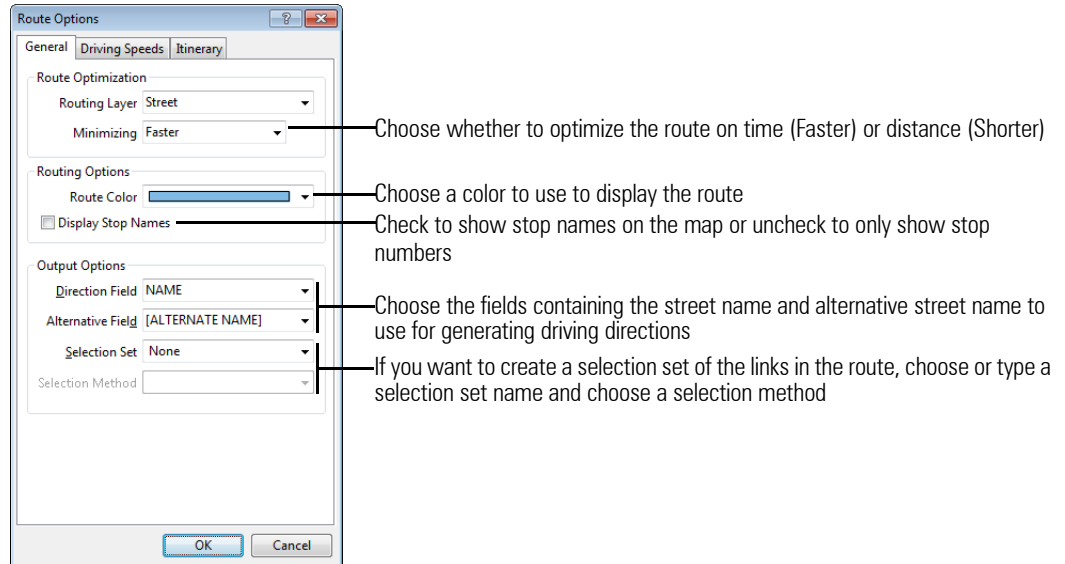 Route Options
General Driving Speeds Itinerary
Route Optimization
Routing Layer Street
Minimizing Faster
Choose whether to optimize the route on time (Faster) or distance (Shorter)
Routing Options
Route Color
Choose a color to use to display the route
Display Stop Names
Check to show stop names on the map or uncheck to only show stop
numbers
Output Options
Direction Field NAME
Alternative Field [ALTERNATE NAME]
Choose the fields containing the street name and alternative street name to
use for generating driving directions
Selection Set None
Selection Method
If you want to create a selection set of the links in the route, choose or type a
selection set name and choose a selection method
OK Cancel